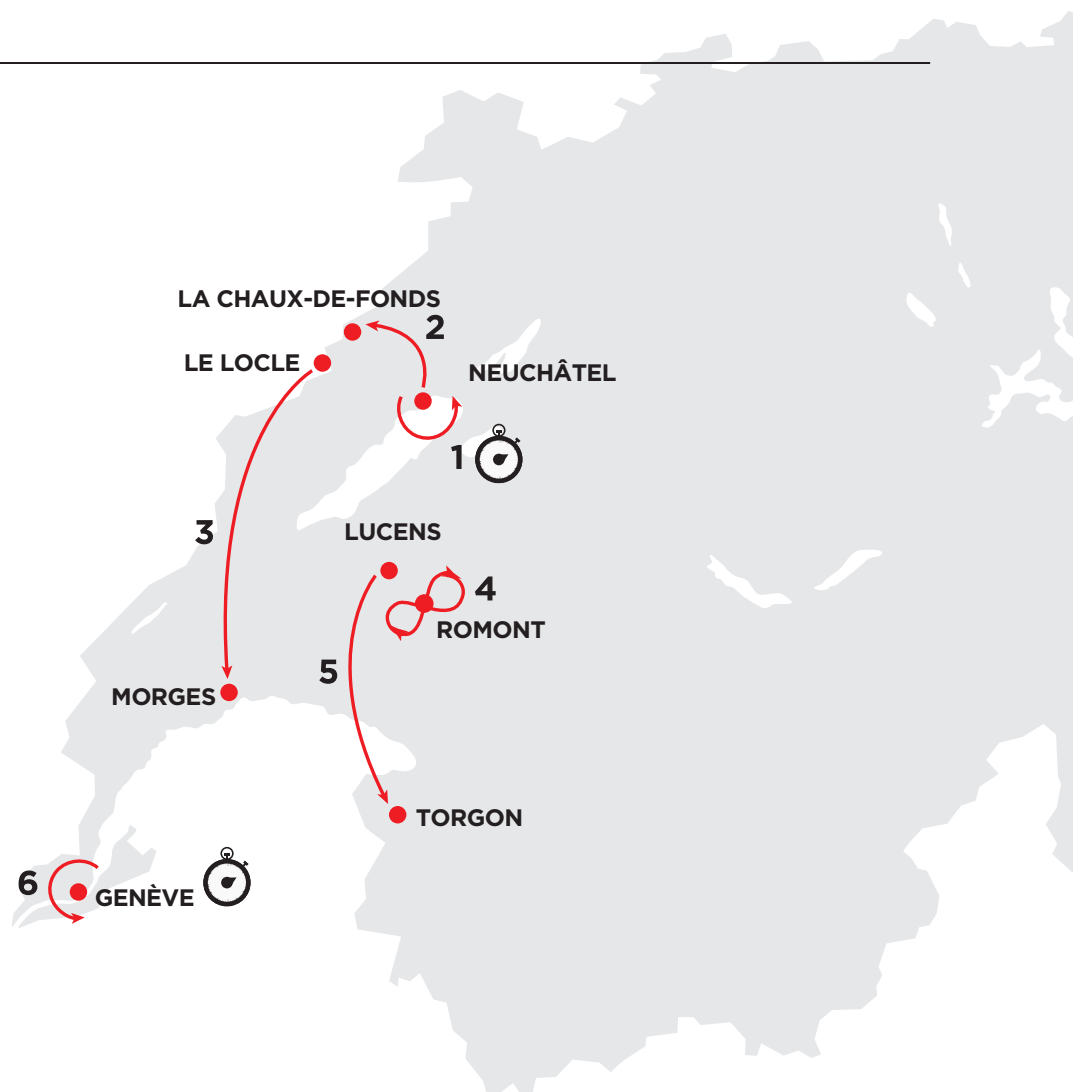 LA CHAUX-DE-FONDS
2
LE LOCLE
NEUCHÂTEL
1
3
LUCENS
4
ROMONT
5
MORGES
TORGON
6
GENÈVE